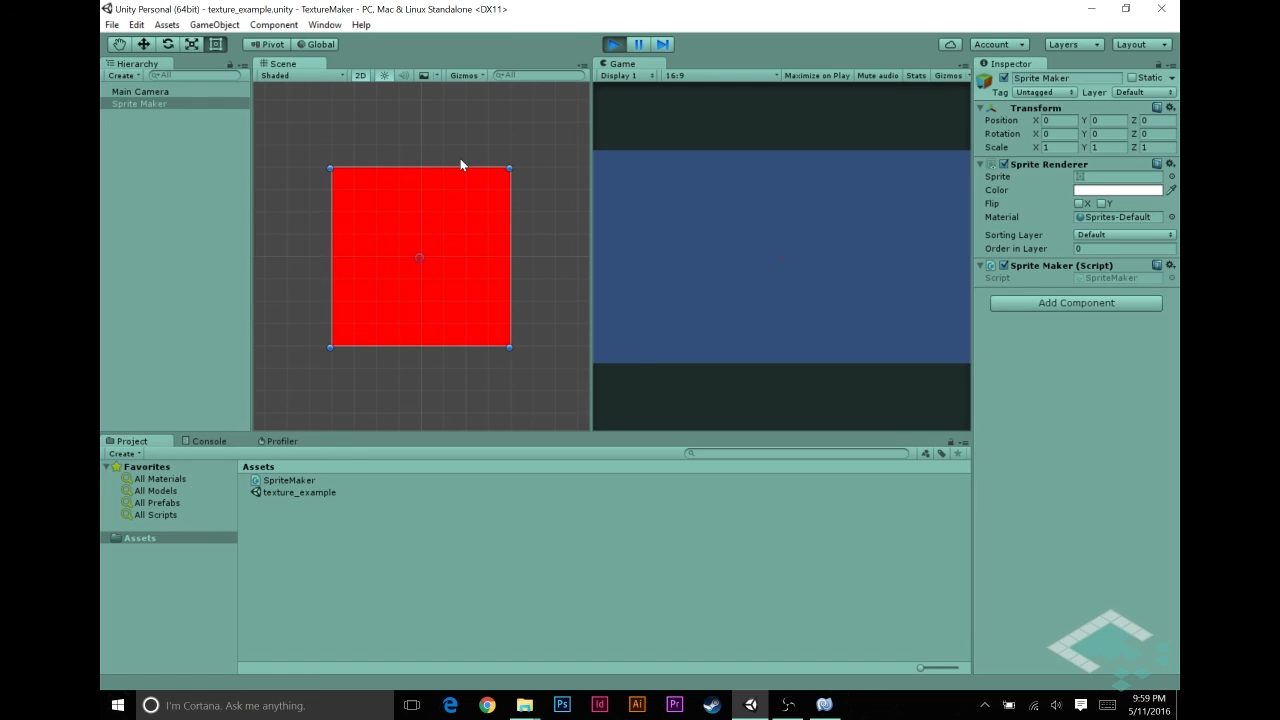 Unity Personal (64bit) - texture_example.unity - TextureMaker - PC, Mac & Linux Standalone <DX11>
File Edit Assets GameObject Component Window Help
Pivot Global Account Layers Layout
Hierarchy Scene Game Inspector
Create All Shaded 2D Gizmos All Display 1 16:9 Maximize on Play Mute audio Stats Gizmos
Sprite Maker Static
Tag Untagged Layer Default
Main Camera
Sprite Maker
Transform
Position X 0 Y 0 Z 0
Rotation X 0 Y 0 Z 0
Scale X 1 Y 1 Z 1
Sprite Renderer
Sprite
Color
Flip X Y
Material Sprites-Default
Sorting Layer Default
Order in Layer 0
Sprite Maker (Script)
Script SpriteMaker
Add Component
Project Console Profiler
Create
Favorites
All Materials
All Models
All Prefabs
All Scripts
Assets
Assets
SpriteMaker
texture_example
I'm Cortana. Ask me anything.
Ps Id Ai Pr
9:59 PM
5/11/2016